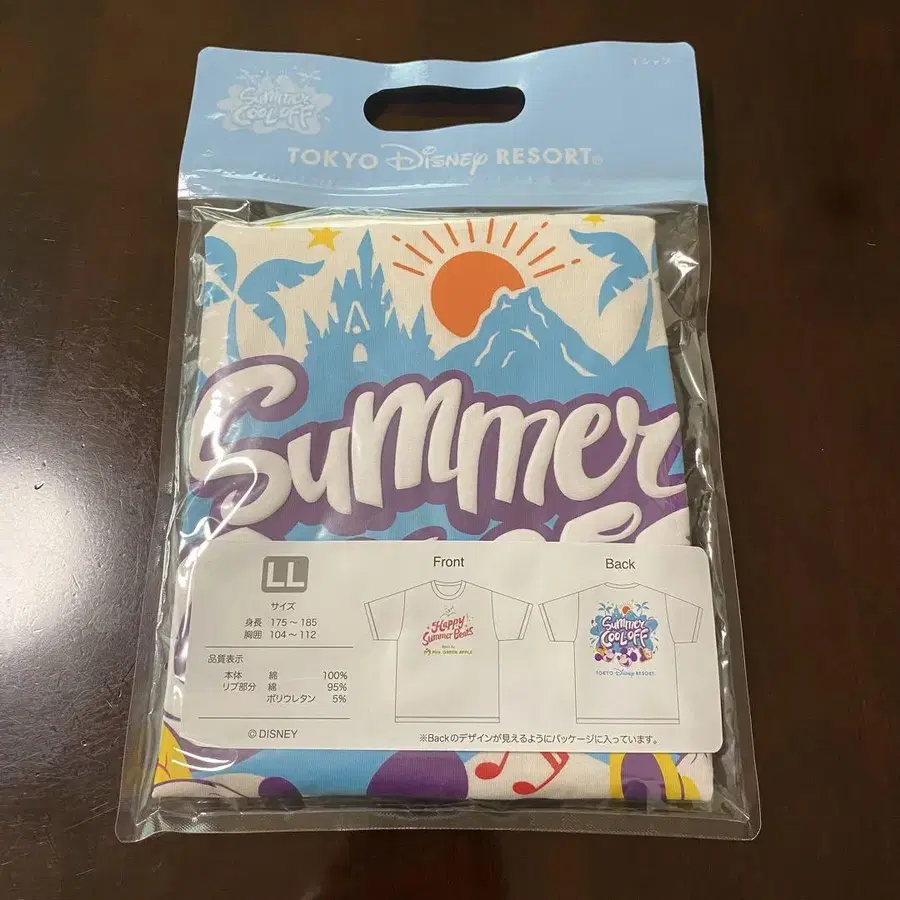 Tシャツ
Summer
COOL OFF
TOKYO Disney RESORT®
Summer
LL
サイズ
身長 175～185
胸囲 104～112
品質表示
本体 綿 100%
リブ部分 綿 95%
ポリウレタン 5%
© DISNEY
Front
Happy
Summer Beats
MRS. GREEN APPLE
Back
Summer
COOL OFF
TOKYO Disney RESORT
※Backのデザインが見えるようにパッケージに入っています。